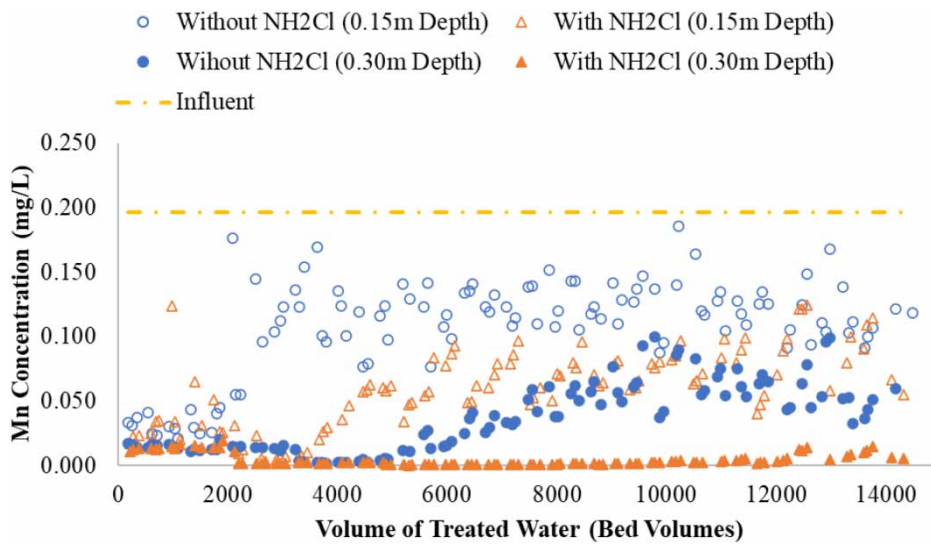 Without NH2Cl (0.15m Depth) With NH2Cl (0.15m Depth)
Wihout NH2Cl (0.30m Depth) With NH2Cl (0.30m Depth)
Influent
0.250
0.200
0.150
0.100
0.050
0.000
Mn Concentration (mg/L)
0 2000 4000 6000 8000 10000 12000 14000
Volume of Treated Water (Bed Volumes)